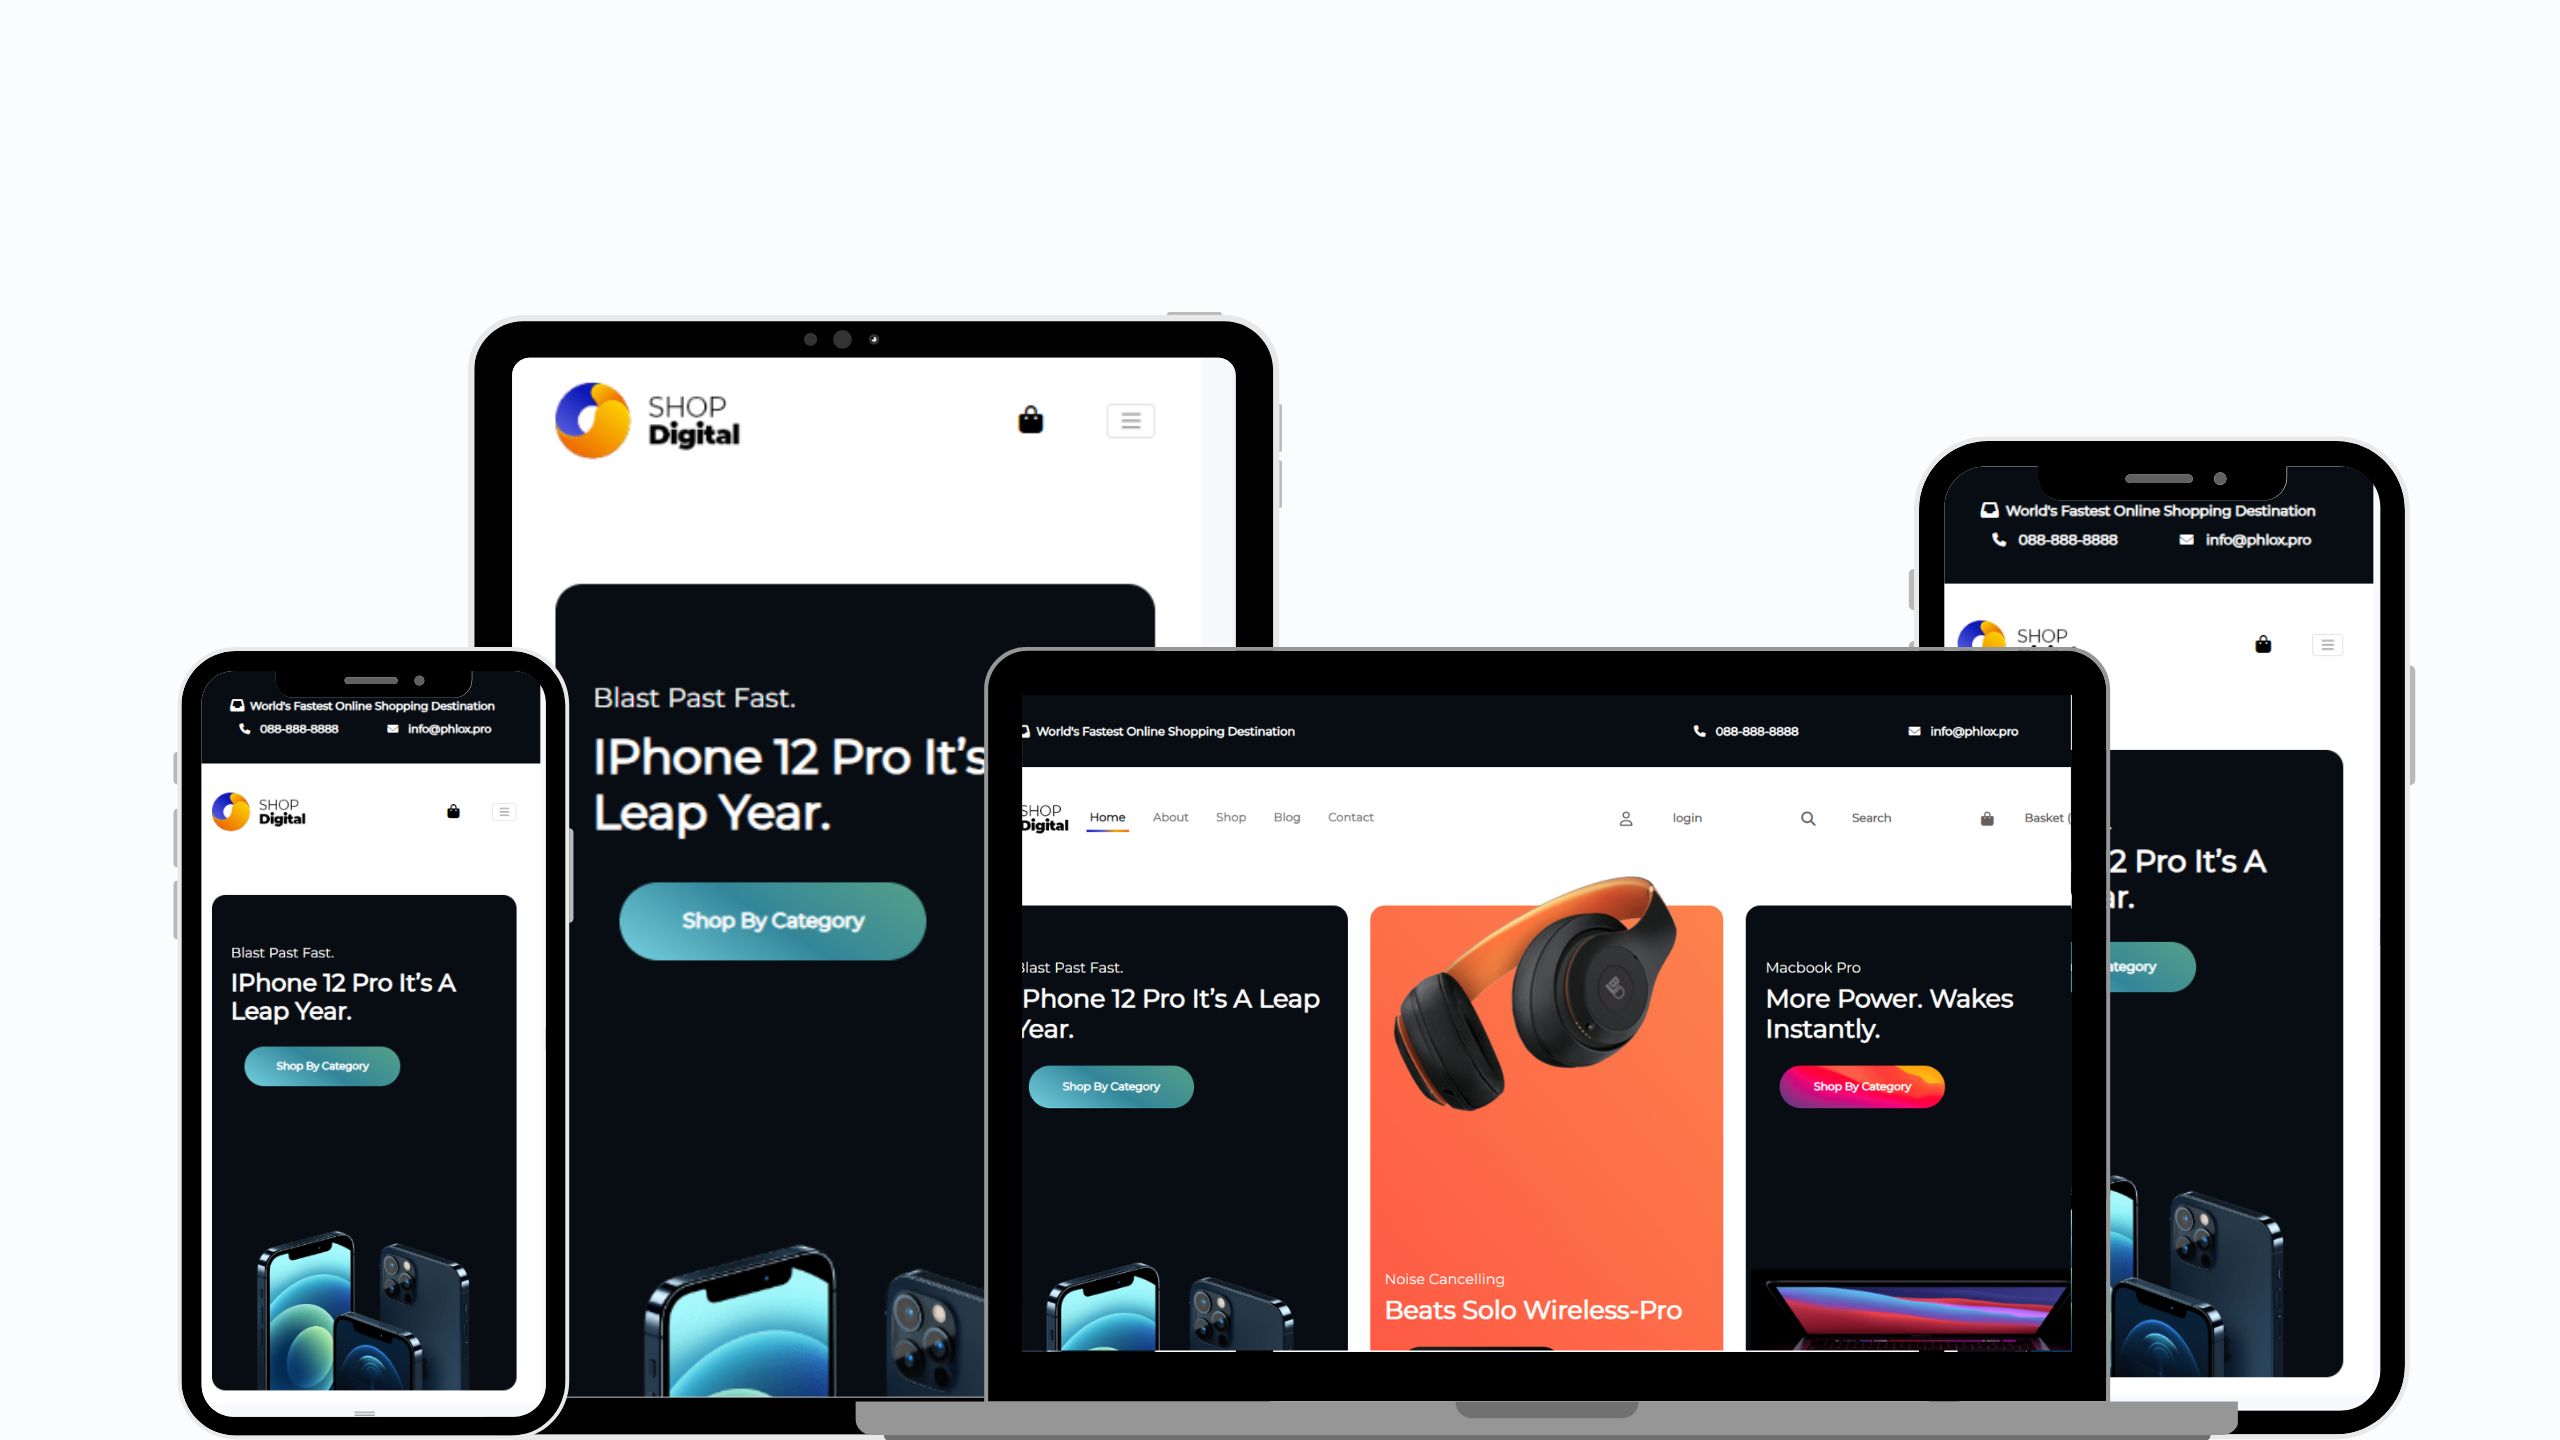 SHOP
Digital
Blast Past Fast.
IPhone 12 Pro It's
Leap Year.
Shop By Category
World's Fastest Online Shopping Destination
088-888-8888 info@phlox.pro
SHOP
Digital
Blast Past Fast.
IPhone 12 Pro It's A
Leap Year.
Shop By Category
World's Fastest Online Shopping Destination
088-888-8888 info@phlox.pro
SHOP
Digital
Home About Shop Blog Contact login Search Basket (
Blast Past Fast.
Phone 12 Pro It's A Leap
Year.
Shop By Category
Noise Cancelling
Beats Solo Wireless-Pro
Macbook Pro
More Power. Wakes
Instantly.
Shop By Category
World's Fastest Online Shopping Destination
088-888-8888 info@phlox.pro
SHOP
2 Pro It's A
ar.
ategory